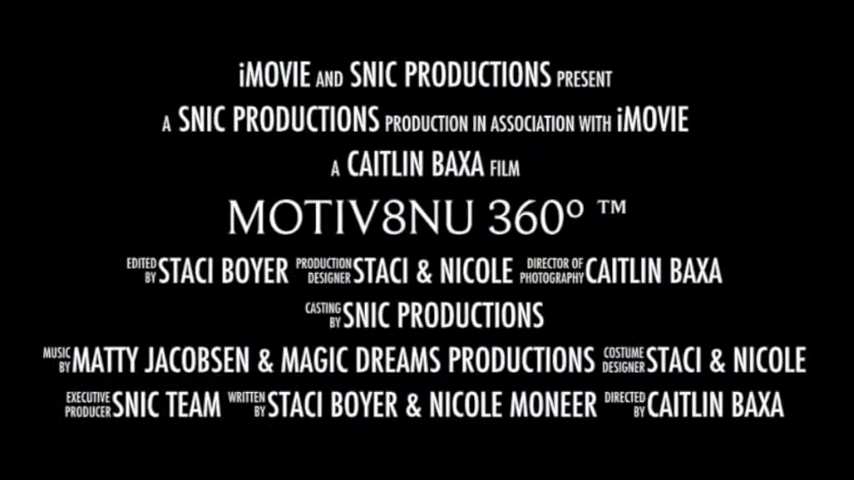 iMOVIE AND SNIC PRODUCTIONS PRESENT
A SNIC PRODUCTIONS PRODUCTION IN ASSOCIATION WITH iMOVIE
A CAITLIN BAXA FILM
MOTIV8NU 360º ™
EDITED BY STACI BOYER PRODUCTION DESIGNER STACI & NICOLE DIRECTOR OF PHOTOGRAPHY CAITLIN BAXA
CASTING BY SNIC PRODUCTIONS
MUSIC BY MATTY JACOBSEN & MAGIC DREAMS PRODUCTIONS COSTUME DESIGNER STACI & NICOLE
EXECUTIVE PRODUCER SNIC TEAM WRITTEN BY STACI BOYER & NICOLE MONEER DIRECTED BY CAITLIN BAXA